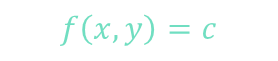 f(x, y) = c